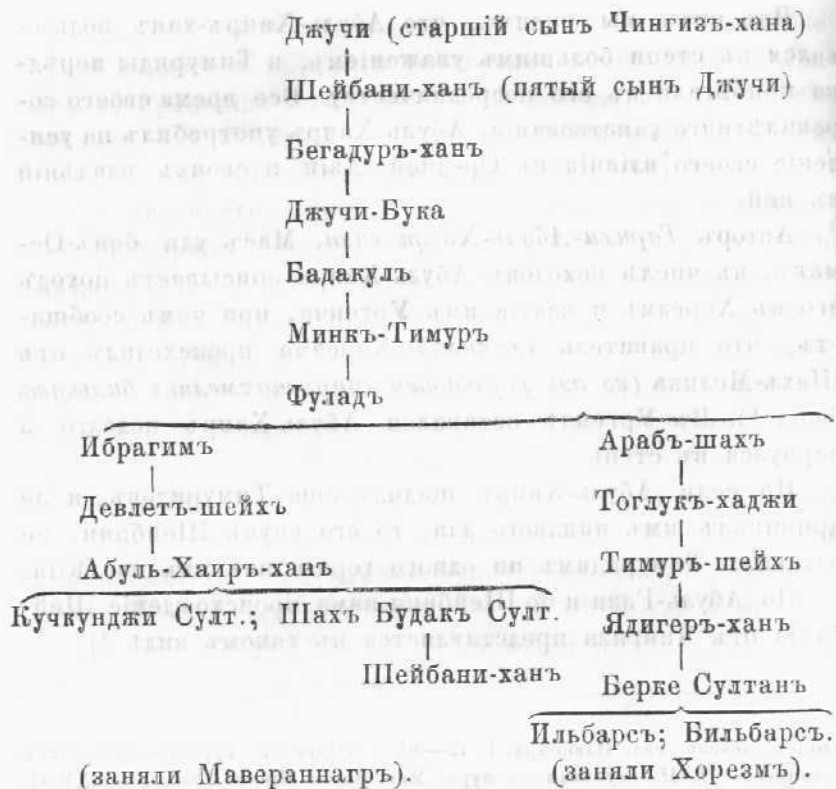 Джучи (старшій сынъ Чингизъ-хана)
Шейбани-ханъ (пятый сынъ Джучи)
Бегадуръ-ханъ
Джучи-Бука
Бадакулъ
Минкъ-Тимуръ
Фуладъ
Ибрагимъ
Девлетъ-шейхъ
Абуль-Хаиръ-ханъ
Кучкунджи Султ.; Шахъ Будакъ Султ.
Шейбани-ханъ
(заняли Мавераннагръ)
Арабъ-шахъ
Тоглукъ-хаджи
Тимуръ-шейхъ
Ядигеръ-ханъ
Берке Султанъ
Ильбарсъ; Бильбарсъ.
(заняли Хорезмъ).